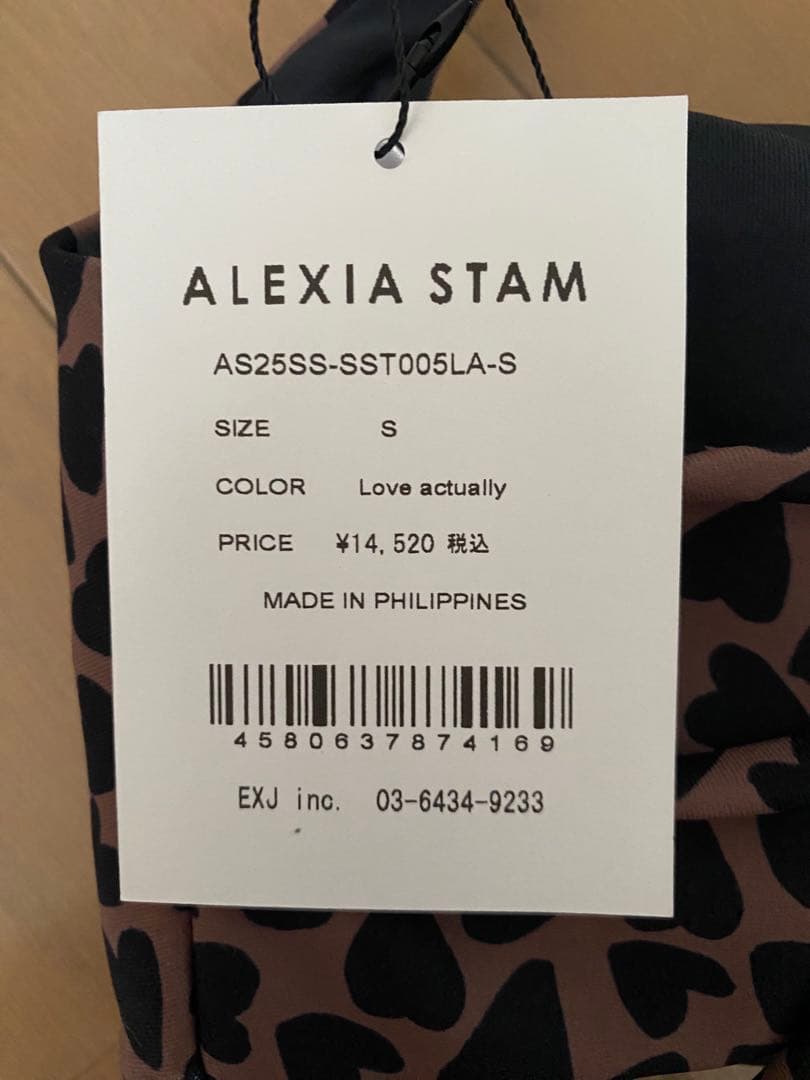 ALEXIA STAM
AS25SS-SST005LA-S
SIZE S
COLOR Love actually
PRICE ¥14,520 税込
MADE IN PHILIPPINES
4580637874169
EXJ inc. 03-6434-9233